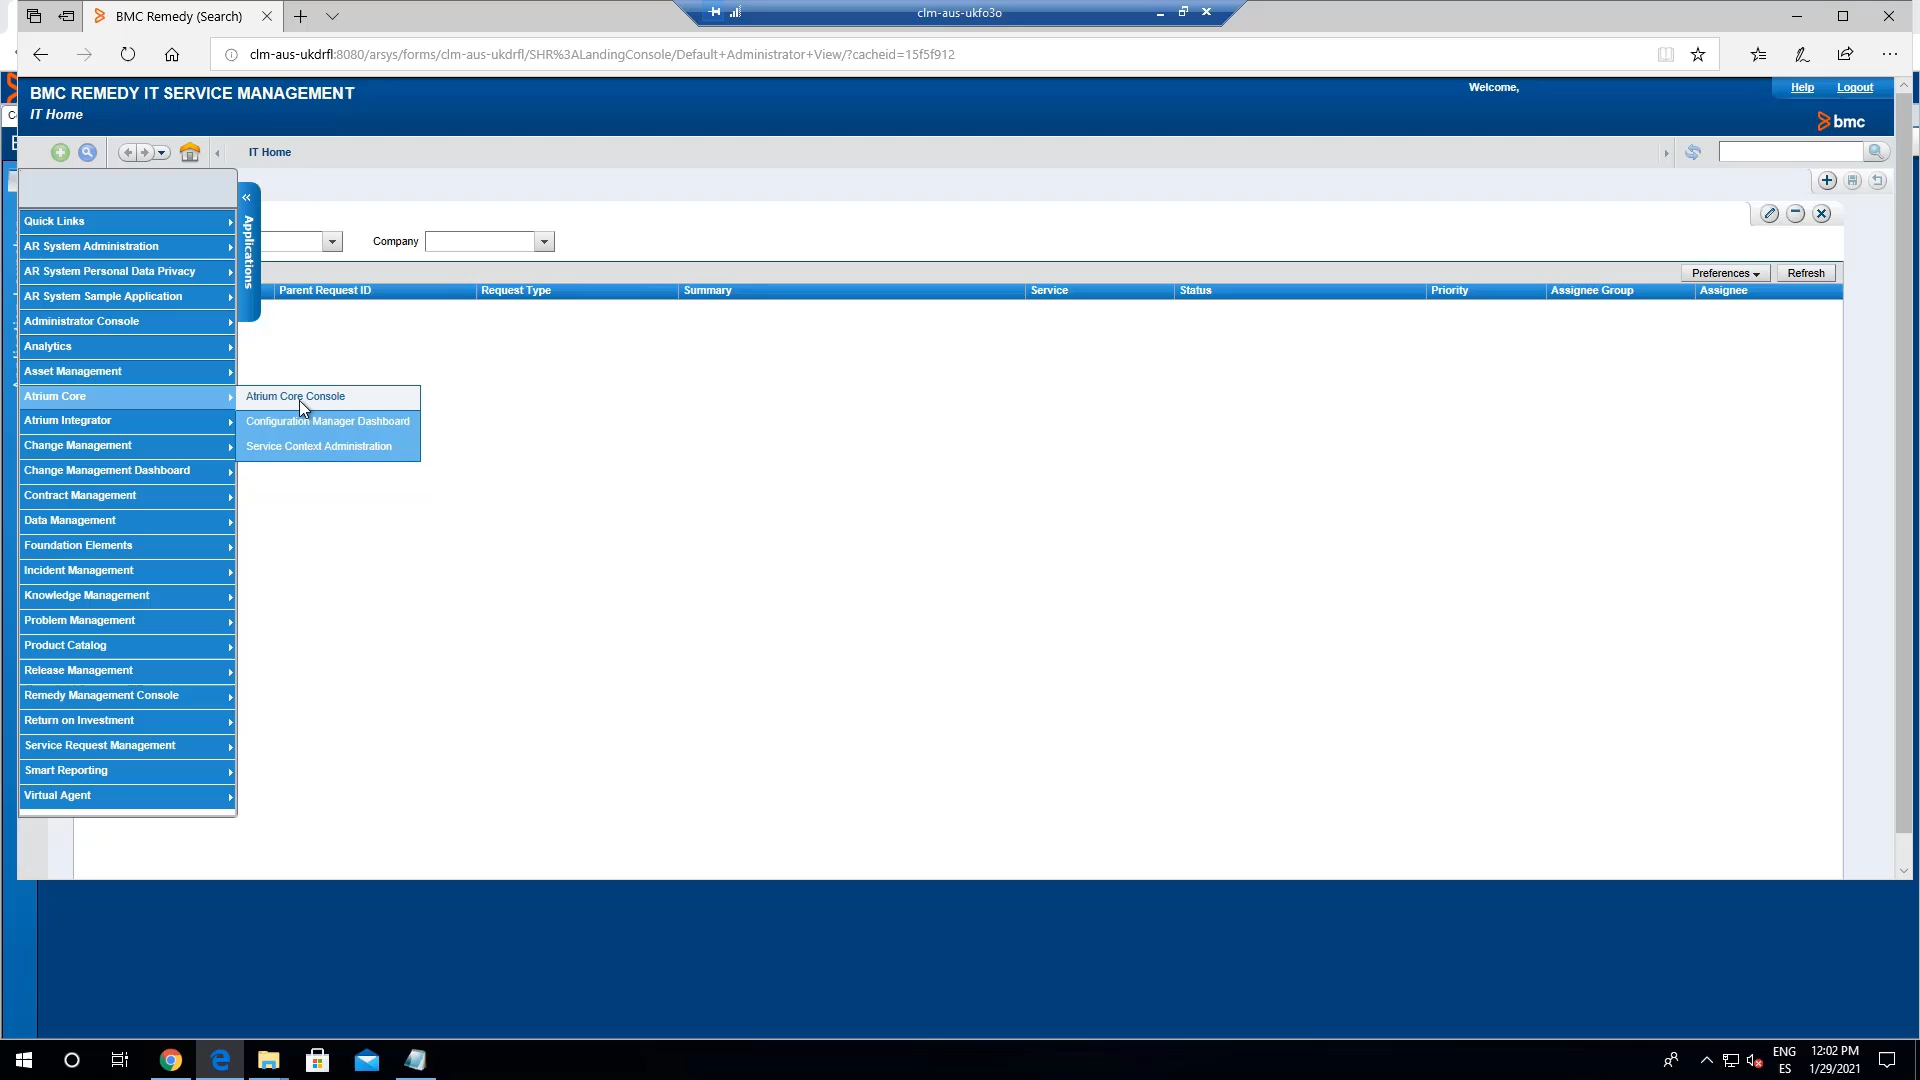 BMC Remedy (Search)
clm-aus-ukfo3o
clm-aus-ukdrfl:8080/arsys/forms/clm-aus-ukdrfl/SHR%3ALandingConsole/Default+Administrator+View/?cacheid=15f5f912
BMC REMEDY IT SERVICE MANAGEMENT
Welcome,
Help
Logout
IT Home
bmc
IT Home
Applications
Quick Links
AR System Administration
AR System Personal Data Privacy
AR System Sample Application
Administrator Console
Analytics
Asset Management
Atrium Core
Atrium Integrator
Change Management
Change Management Dashboard
Contract Management
Data Management
Foundation Elements
Incident Management
Knowledge Management
Problem Management
Product Catalog
Release Management
Remedy Management Console
Return on Investment
Service Request Management
Smart Reporting
Virtual Agent
Atrium Core Console
Configuration Manager Dashboard
Service Context Administration
Company
Preferences
Refresh
Parent Request ID
Request Type
Summary
Service
Status
Priority
Assignee Group
Assignee
ENG
ES
12:02 PM
1/29/2021